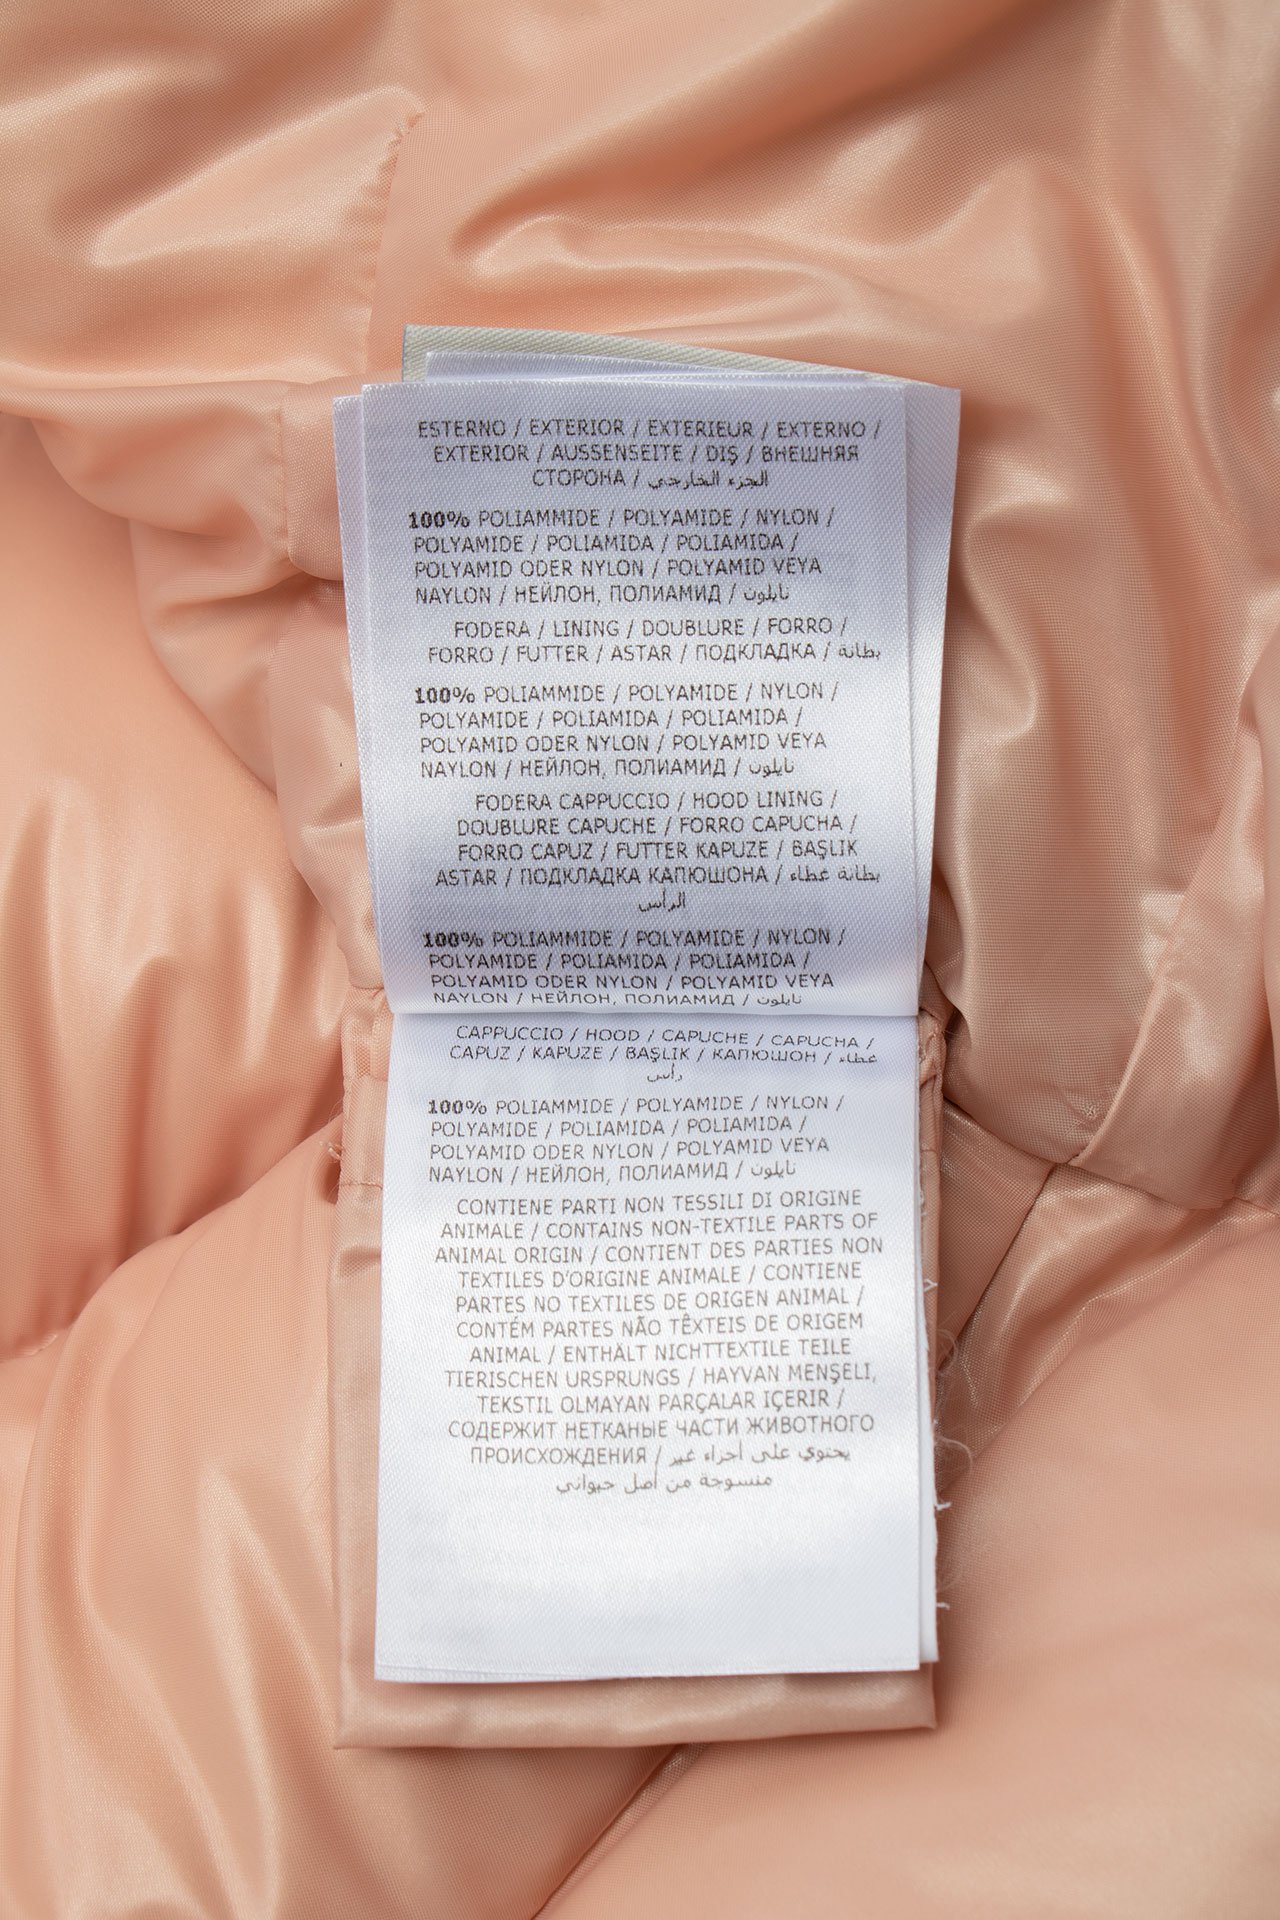 ESTERNO / EXTERIOR / EXTERIEUR / EXTERNO /
EXTERIOR / AUSSENSEITE / DIŞ / ВНЕШНЯЯ
СТОРОНА / الجزء الخارجي
100% POLIAMMIDE / POLYAMIDE / NYLON /
POLYAMIDE / POLIAMIDA / POLIAMIDA /
POLYAMID ODER NYLON / POLYAMID VEYA
NAYLON / НЕЙЛОН, ПОЛИАМИД / نايلون
FODERA / LINING / DOUBLURE / FORRO /
FORRO / FUTTER / ASTAR / ПОДКЛАДКА / بطانة
100% POLIAMMIDE / POLYAMIDE / NYLON /
POLYAMIDE / POLIAMIDA / POLIAMIDA /
POLYAMID ODER NYLON / POLYAMID VEYA
NAYLON / НЕЙЛОН, ПОЛИАМИД / نايلون
FODERA CAPPUCCIO / HOOD LINING /
DOUBLURE CAPUCHE / FORRO CAPUCHA /
FORRO CAPUZ / FUTTER KAPUZE / BAŞLIK
ASTAR / ПОДКЛАДКА КАПЮШОНА / بطانة غطاء
الرأس
100% POLIAMMIDE / POLYAMIDE / NYLON /
POLYAMIDE / POLIAMIDA / POLIAMIDA /
POLYAMID ODER NYLON / POLYAMID VEYA
NAYLON / НЕЙЛОН, ПОЛИАМИД / نايلون
CAPPUCCIO / HOOD / CAPUCHE / CAPUCHA /
CAPUZ / KAPUZE / BAŞLIK / КАПЮШОН / غطاء
رأس
100% POLIAMMIDE / POLYAMIDE / NYLON /
POLYAMIDE / POLIAMIDA / POLIAMIDA /
POLYAMID ODER NYLON / POLYAMID VEYA
NAYLON / НЕЙЛОН, ПОЛИАМИД / نايلون
CONTIENE PARTI NON TESSILI DI ORIGINE
ANIMALE / CONTAINS NON-TEXTILE PARTS OF
ANIMAL ORIGIN / CONTIENT DES PARTIES NON
TEXTILES D'ORIGINE ANIMALE / CONTIENE
PARTES NO TEXTILES DE ORIGEN ANIMAL /
CONTÉM PARTES NÃO TÊXTEIS DE ORIGEM
ANIMAL / ENTHÄLT NICHTTEXTILE TEILE
TIERISCHEN URSPRUNGS / HAYVAN MENŞELİ,
TEKSTIL OLMAYAN PARÇALAR IÇERIR /
СОДЕРЖИТ НЕТКАНЫЕ ЧАСТИ ЖИВОТНОГО
ПРОИСХОЖДЕНИЯ / يحتوي على أجزاء غير
منسوجة من أصل حيواني